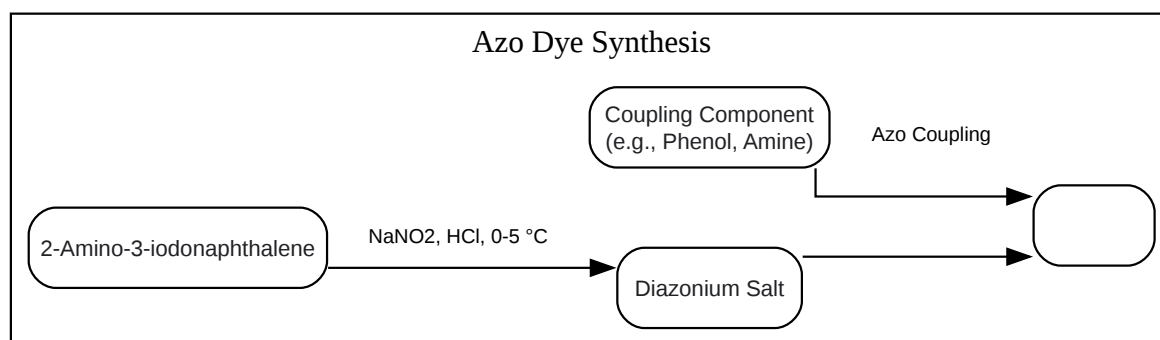 Azo Dye Synthesis
Coupling Component
(e.g., Phenol, Amine)
Azo Coupling
2-Amino-3-iodonaphthalene
NaNO2, HCl, 0-5 °C
Diazonium Salt